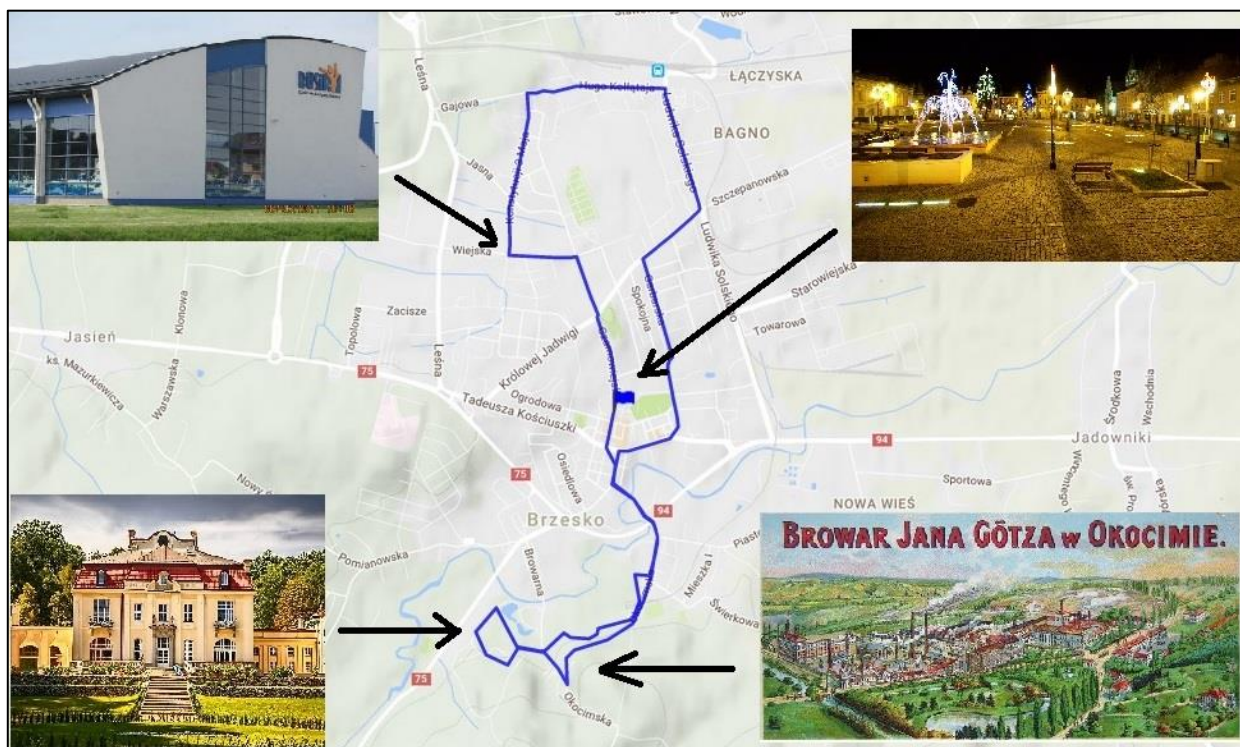 BOSiR
BROWAR JANA GÖTZA W OKOCIMIE.
ŁĄCZYSKA
BAGNO
Leśna
Gajowa
Hugo Kołłątaja
Jasna
Szczepanowska
Ludwika Solskiego
Wiejska
Starowiejska
Spokojna
Towarowa
Zacisze
Topolowa
Klonowa
Warszawska
Jasień
ks. Mazurkiewicza
75
Leśna
Królowej Jadwigi
Ogrodowa
Tadeusza Kościuszki
94
Jadowniki
Środkowa
Wschodnia
Osiedlowa
75
94
Sportowa
NOWA WIEŚ
Brzesko
Pomianowska
Browarna
Mieszka I
Świerkowa
75
Okocimska